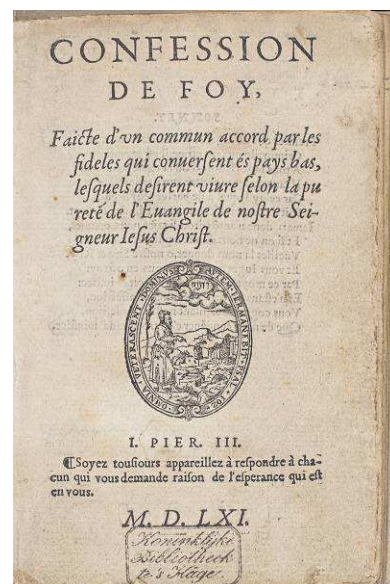 CONFESSION
DE FOY,
Faicte d'vn commun accord par les
fideles qui conuerſent és pays bas,
leſquels deſirent viure ſelon la pu
reté de l'Euangile de noſtre Sei-
gneur Ieſus Chriſt.
I. PIER. III.
Soyez touſiours appareillez à reſpondre à cha-
cun qui vous demande raiſon de l'eſperance qui eſt
en vous.
M. D. LXI.
Koninklijke
Bibliotheek
te's Hage